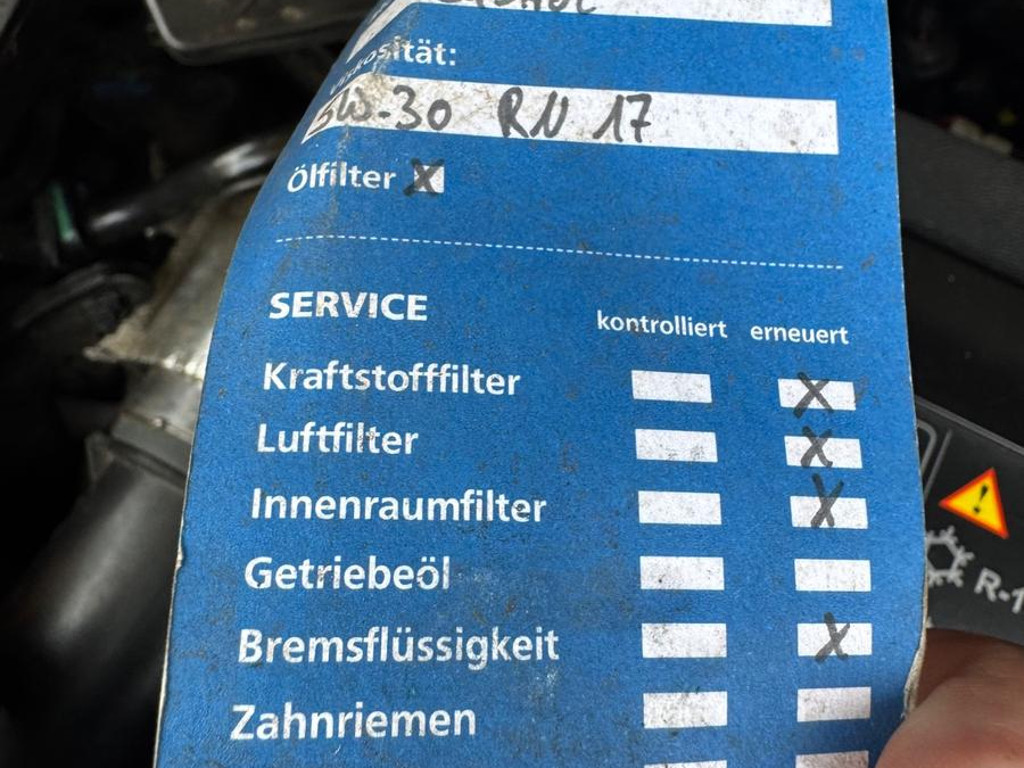 Viskosität:
5W-30 RN 17
Ölfilter X
SERVICE
kontrolliert erneuert
Kraftstofffilter X
Luftfilter X
Innenraumfilter X
Getriebeöl
Bremsflüssigkeit X
Zahnriemen